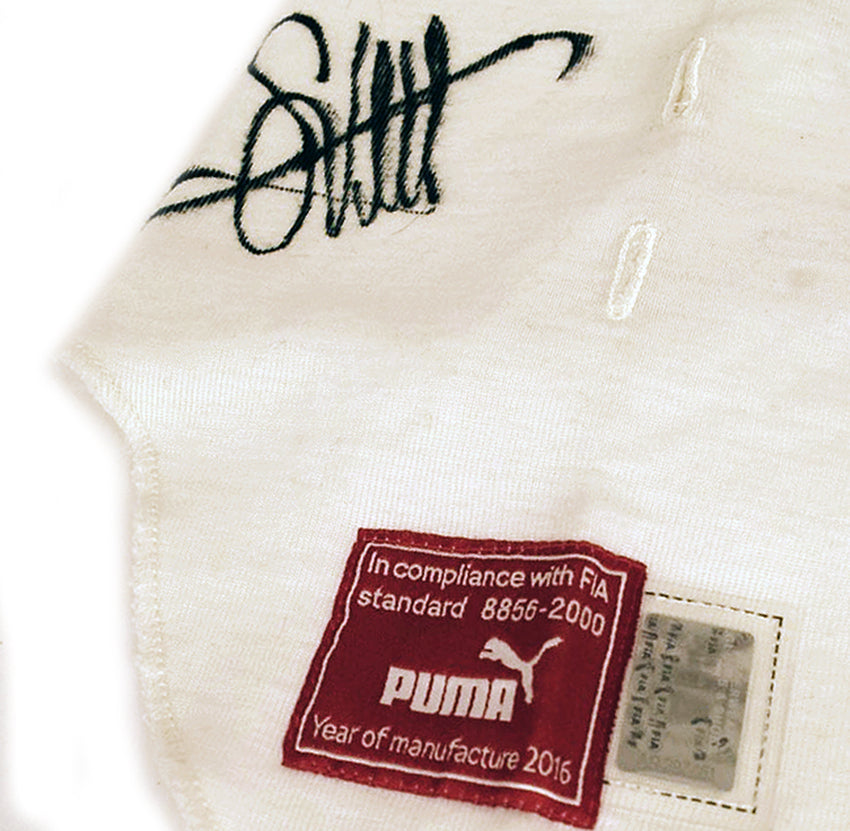 In compliance with FIA
standard 8856-2000
PUMA
Year of manufacture 2016